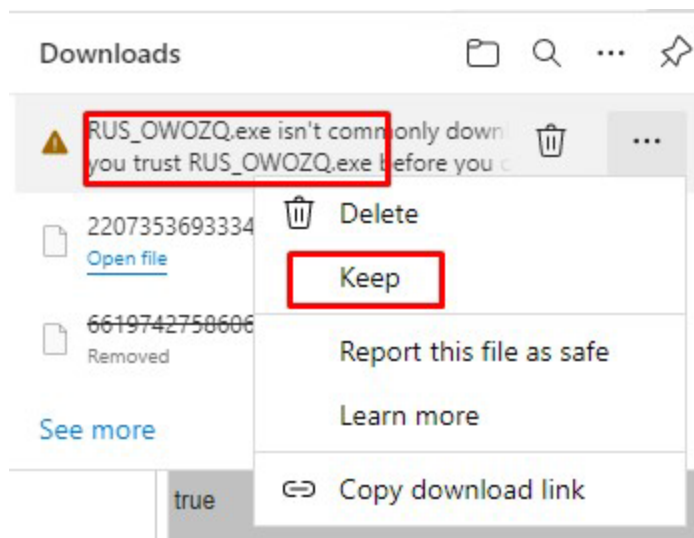 Downloads
RUS_OWOZQ.exe isn't commonly down
you trust RUS_OWOZQ.exe before you
Delete
2207353693334
Open file
Keep
6619742758606
Removed
Report this file as safe
Learn more
See more
Copy download link
true